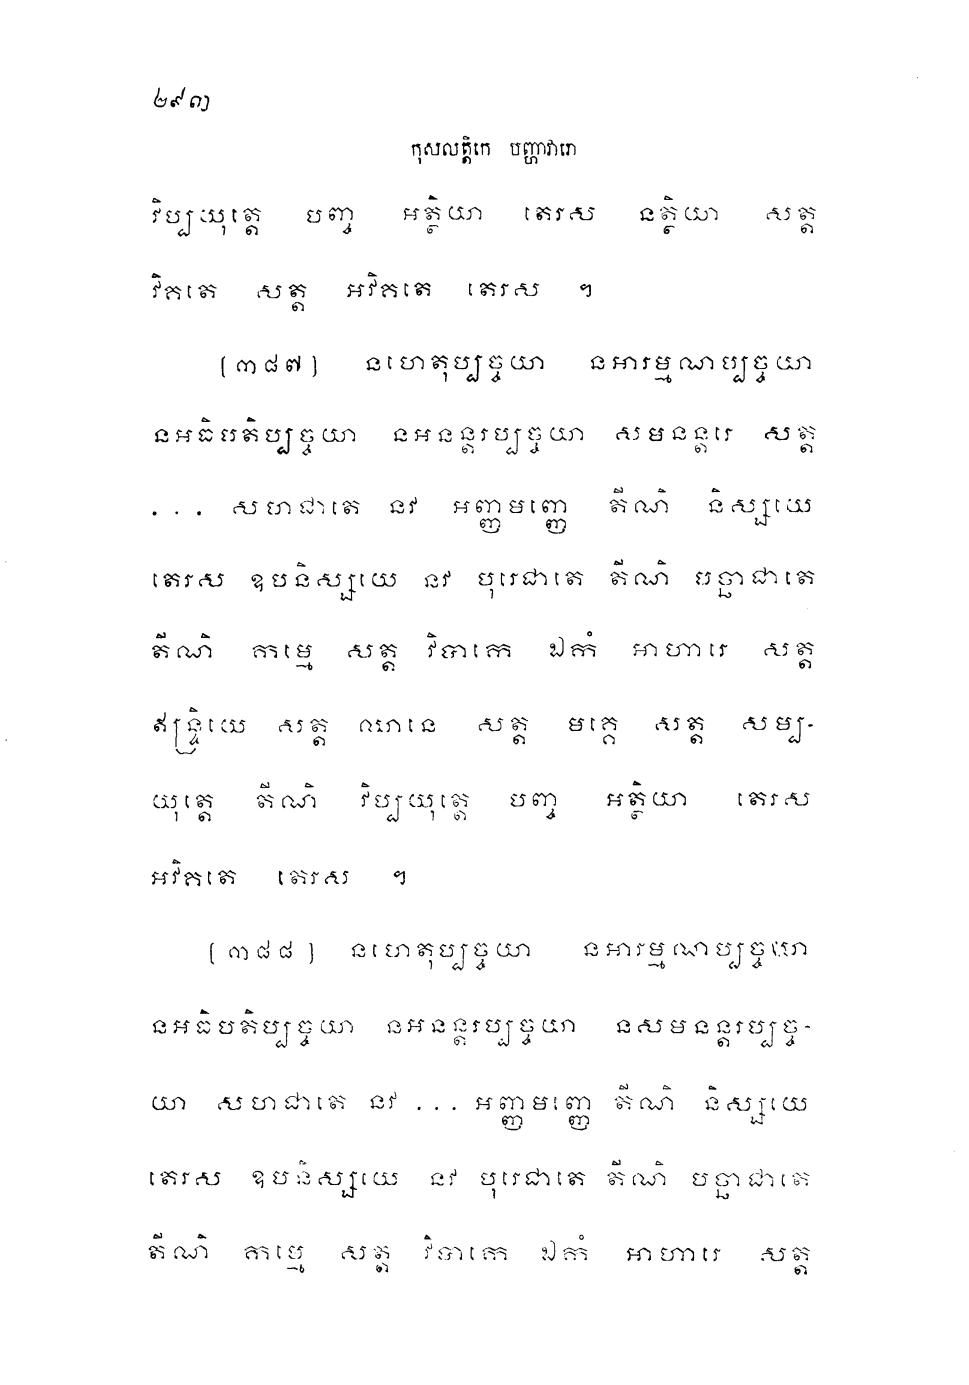 ២៩៣
កុសលត្តិកេ បញ្ហាវារោ
វិប្បយុត្តេ បញ្ច អត្ថិយា តេរស នត្ថិយា សត្ត
វិគតេ សត្ត អវិគតេ តេរស ។
(៣៨៧) នហេតុប្បច្ចយា នអារម្មណប្បច្ចយា
នអធិបតិប្បច្ចយា នអនន្តរប្បច្ចយា សមនន្តរេ សត្ត
... សហជាតេ នវ អញ្ញមញ្ញេ តីណិ និស្សយេ
តេរស ឧបនិស្សយេ នវ បុរេជាតេ តីណិ បច្ឆាជាតេ
តីណិ កម្មេ សត្ត វិបាកេ ឯកំ អាហារេ សត្ត
ឥន្ទ្រិយេ សត្ត ឈានេ សត្ត មគ្គេ សត្ត សម្ប-
យុត្តេ តីណិ វិប្បយុត្តេ បញ្ច អត្ថិយា តេរស
អវិគតេ តេរស ។
(៣៨៨) នហេតុប្បច្ចយា នអារម្មណប្បច្ចយា
នអធិបតិប្បច្ចយា នអនន្តរប្បច្ចយា នសមនន្តរប្បច្ច-
យា សហជាតេ នវ ... អញ្ញមញ្ញេ តីណិ និស្សយេ
តេរស ឧបនិស្សយេ នវ បុរេជាតេ តីណិ បច្ឆាជាតេ
តីណិ កម្មេ សត្ត វិបាកេ ឯកំ អាហារេ សត្ត